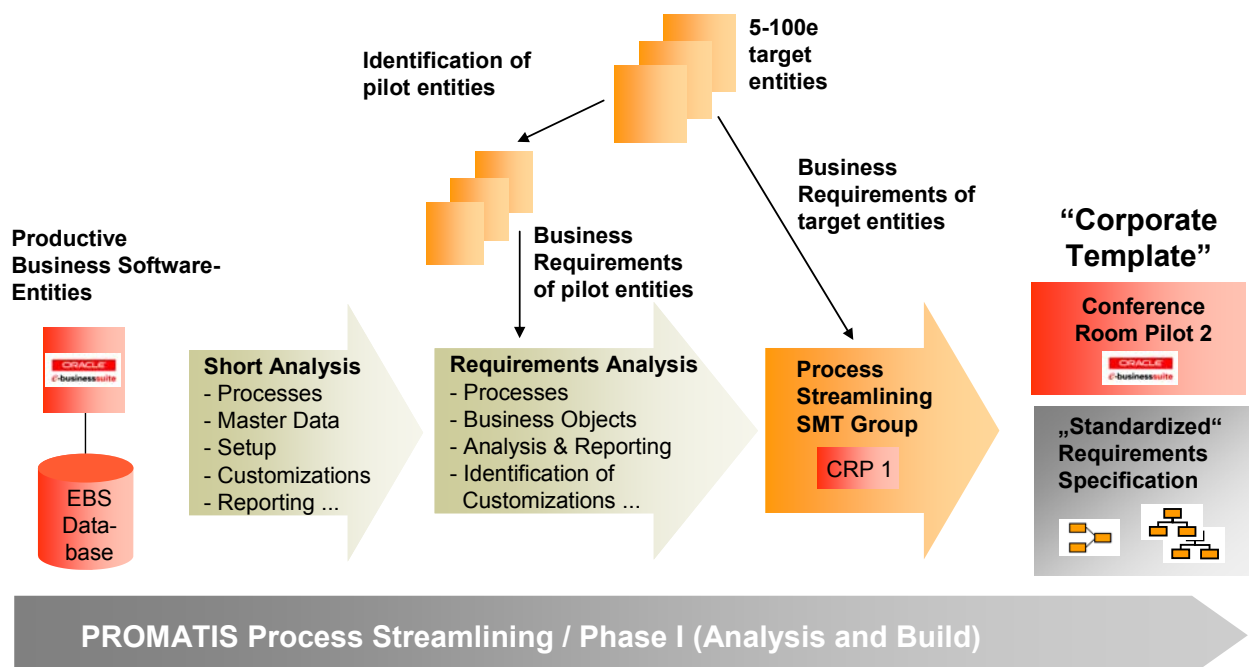 Identification of
pilot entities
5-100e
target
entities
Business
Requirements of
target entities
Productive
Business Software-
Entities
Business
Requirements
of pilot entities
“Corporate
Template”
ORACLE
e-businesssuite
EBS
Data-
base
Short Analysis
- Processes
- Master Data
- Setup
- Customizations
- Reporting ...
Requirements Analysis
- Processes
- Business Objects
- Analysis & Reporting
- Identification of
Customizations ...
Process
Streamlining
SMT Group
CRP 1
Conference
Room Pilot 2
ORACLE
e-businesssuite
„Standardized“
Requirements
Specification
PROMATIS Process Streamlining / Phase I (Analysis and Build)